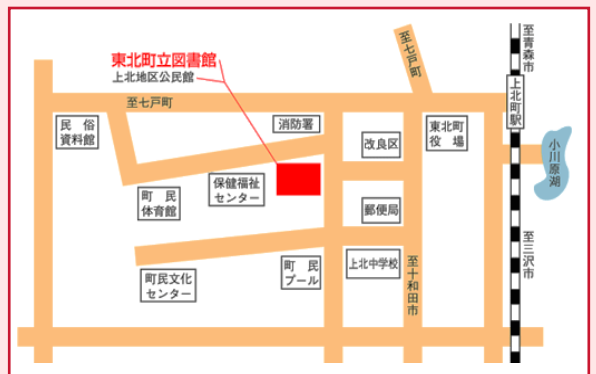 東北町立図書館
上北地区公民館
至七戸町
至七戸町
至青森市
上北町駅
民俗
資料館
消防署
改良区
東北町
役場
小川原湖
町民
体育館
保健福祉
センター
郵便局
至三沢市
町民文化
センター
町民
プール
上北中学校
至十和田市